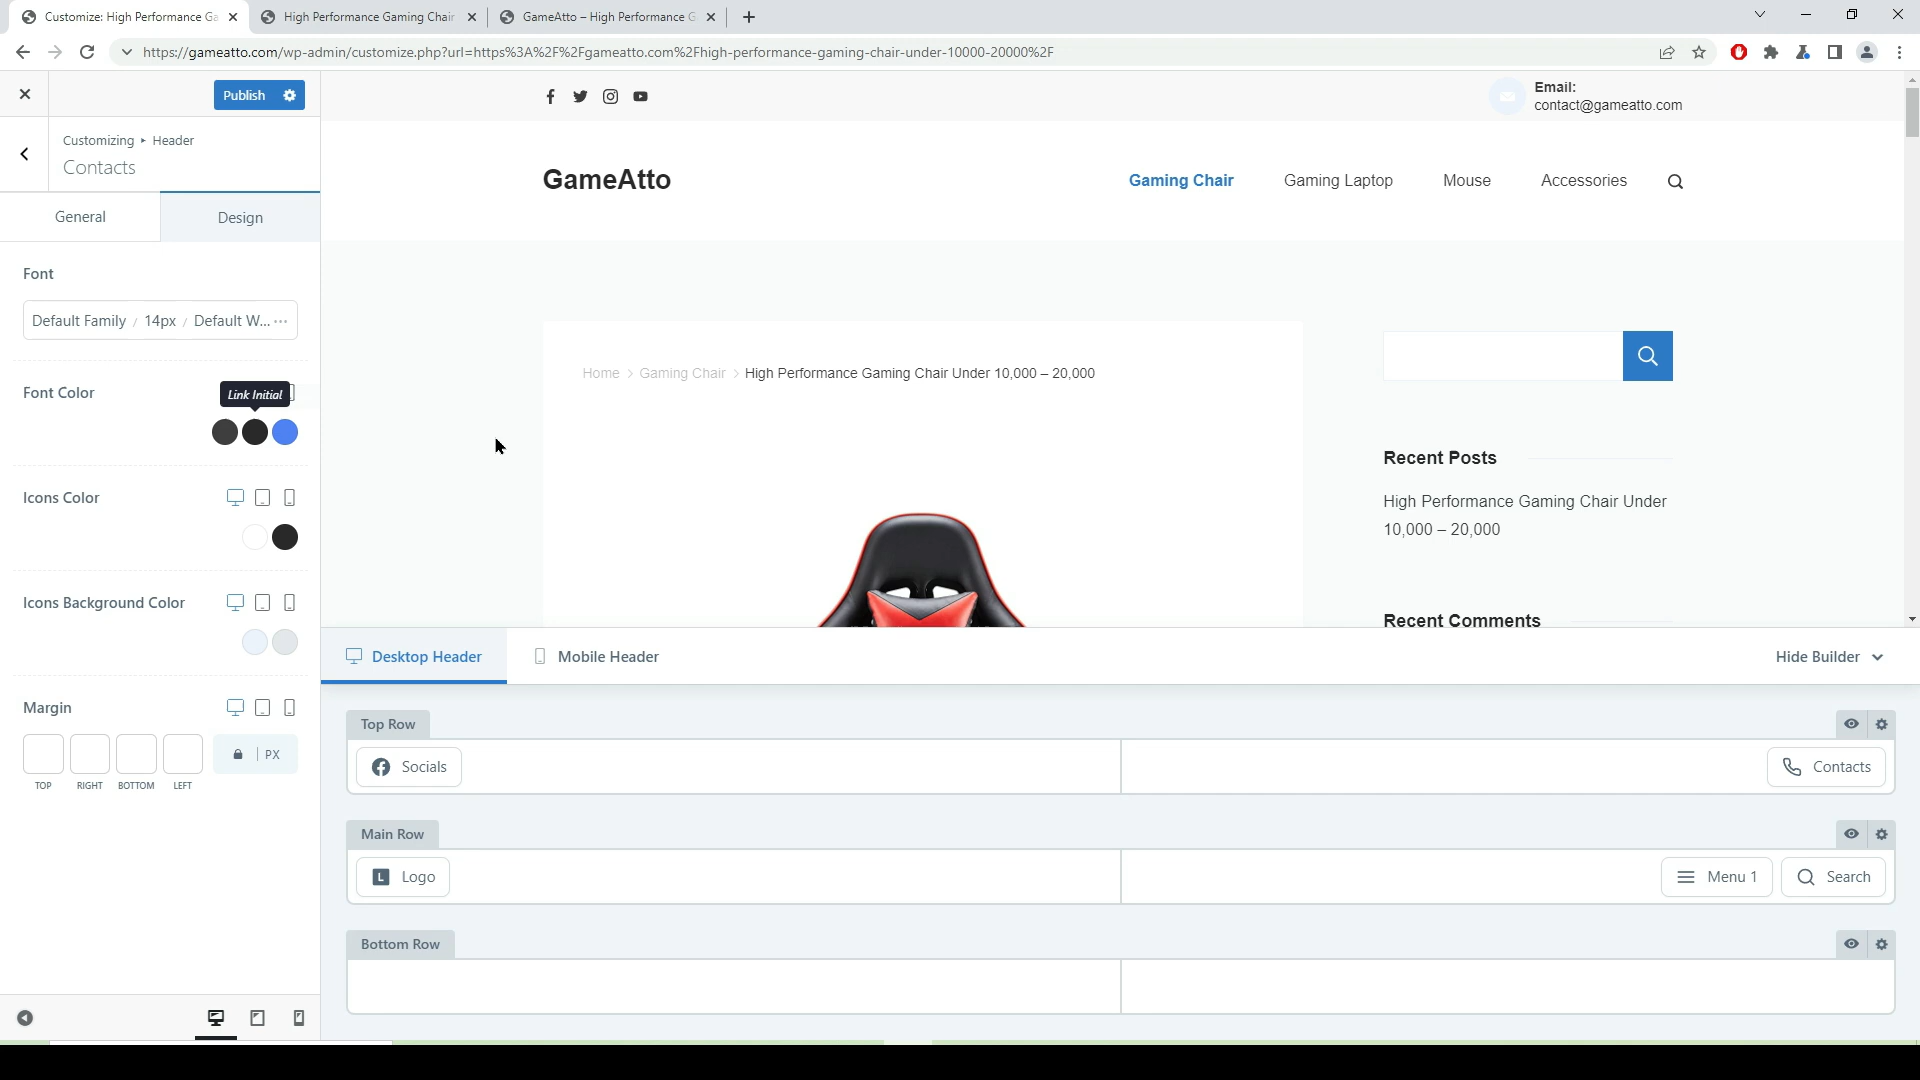 Customize: High Performance Ga
High Performance Gaming Chair
GameAtto – High Performance G
https://gameatto.com/wp-admin/customize.php?url=https%3A%2F%2Fgameatto.com%2Fhigh-performance-gaming-chair-under-10000-20000%2F
Publish
Email:
contact@gameatto.com
Customizing ▸ Header
Contacts
GameAtto
Gaming Chair
Gaming Laptop
Mouse
Accessories
General
Design
Font
Default Family / 14px / Default W... ···
Home > Gaming Chair > High Performance Gaming Chair Under 10,000 – 20,000
Font Color
Link Initial
Recent Posts
Icons Color
High Performance Gaming Chair Under
10,000 – 20,000
Icons Background Color
Recent Comments
Desktop Header
Mobile Header
Hide Builder
Margin
Top Row
PX
Socials
Contacts
TOP
RIGHT
BOTTOM
LEFT
Main Row
L Logo
Menu 1
Search
Bottom Row